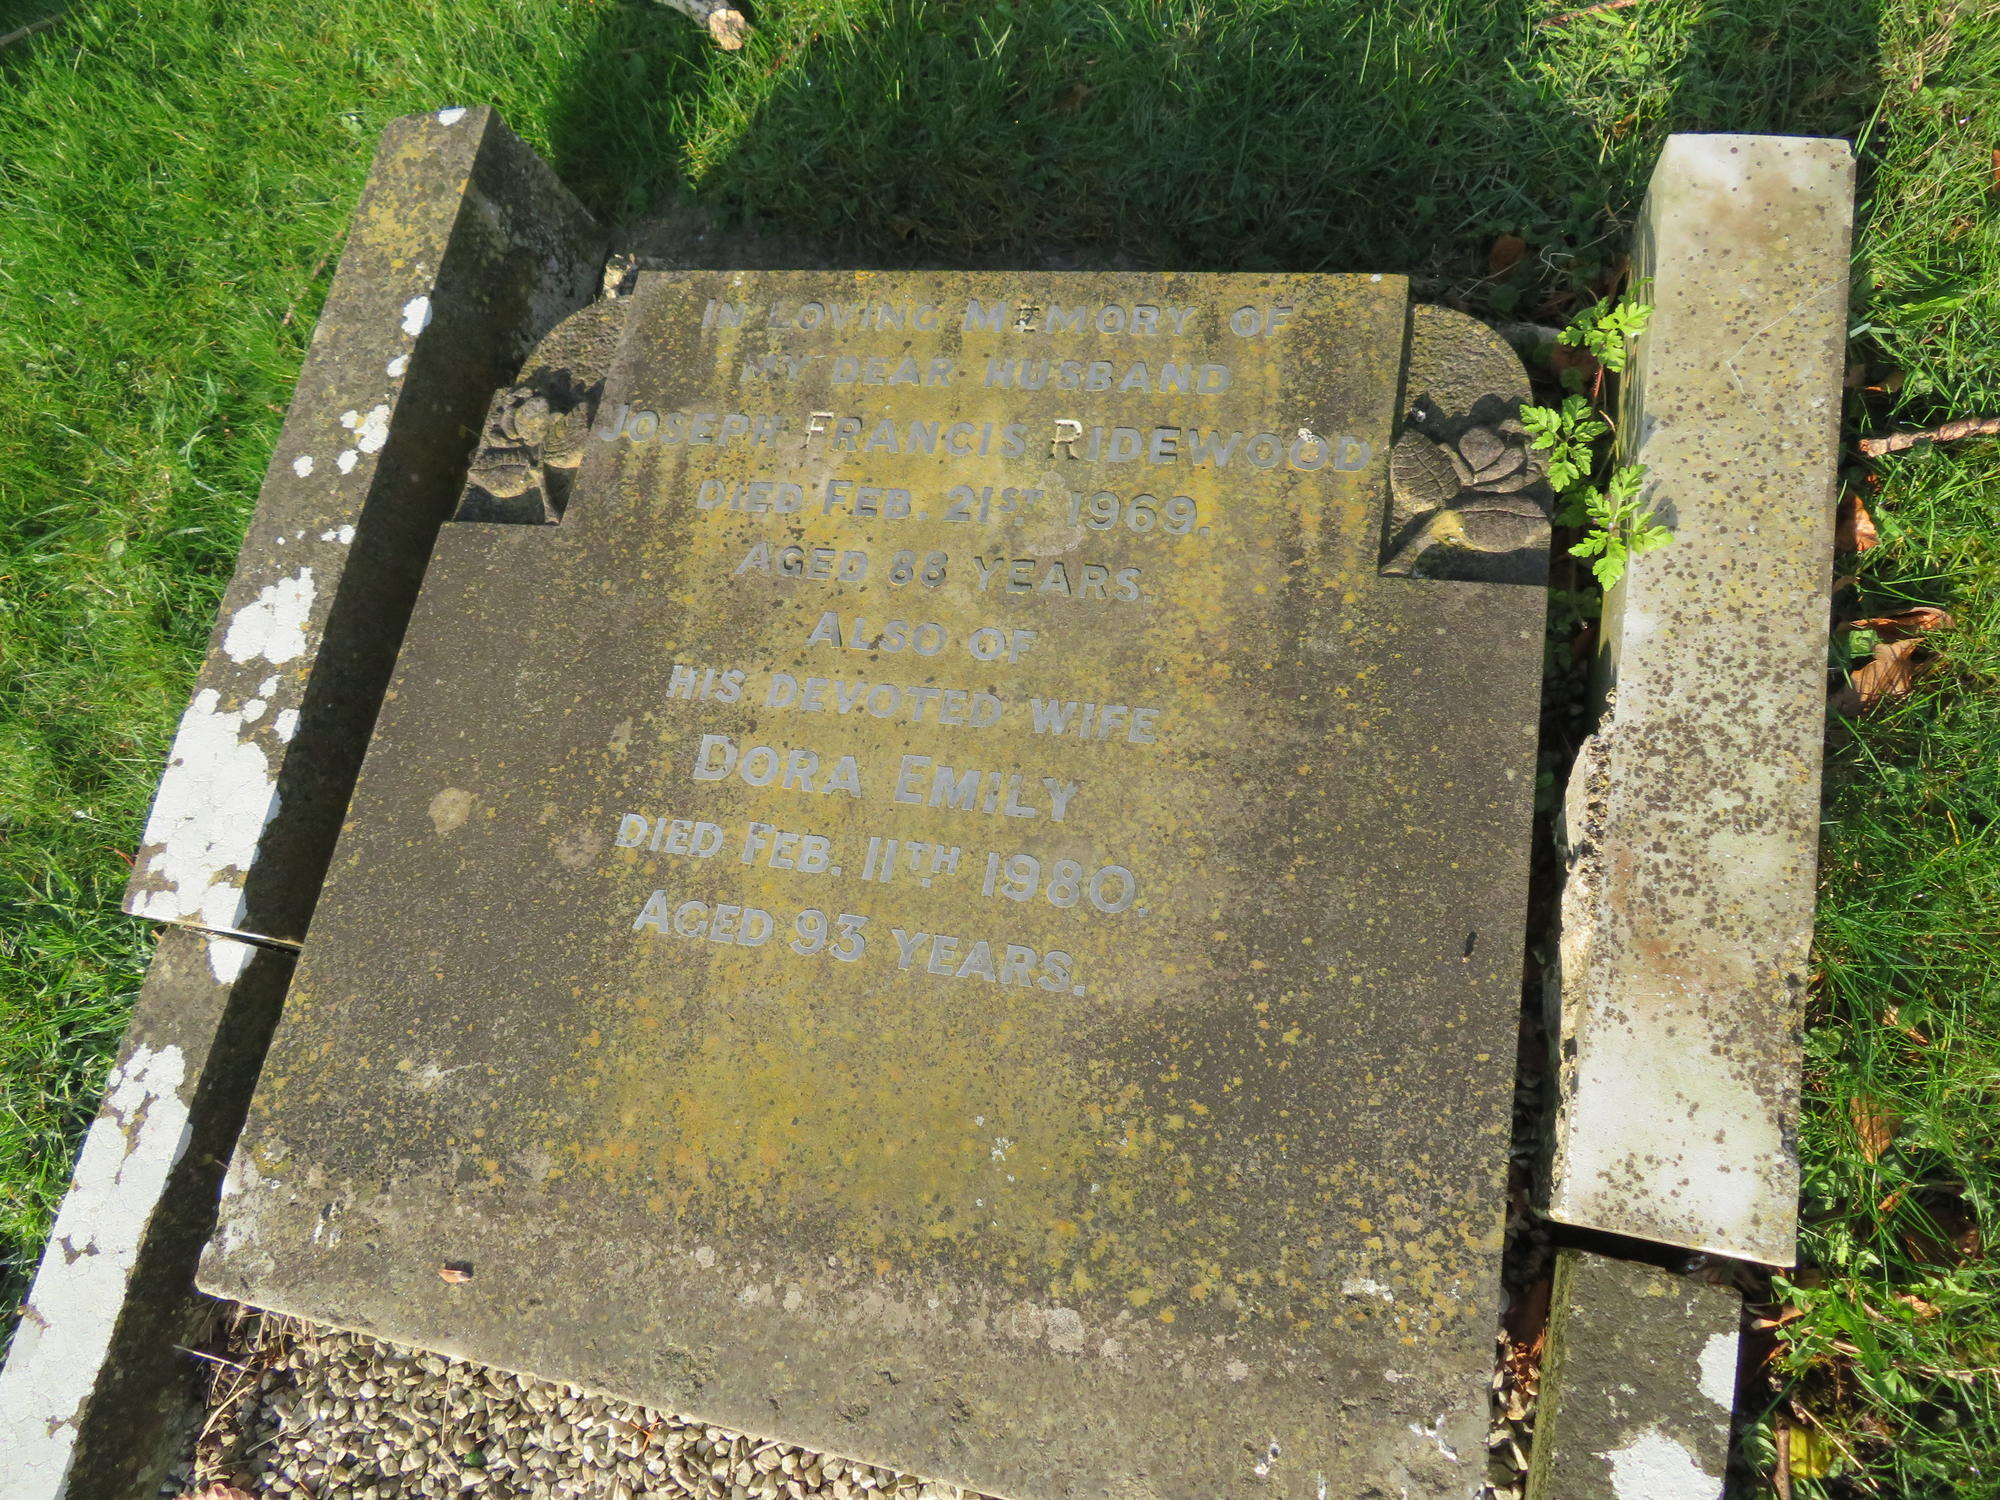 IN LOVING MEMORY OF
MY DEAR HUSBAND
JOSEPH FRANCIS RIDEWOOD
DIED FEB. 21ST. 1969.
AGED 88 YEARS.
ALSO OF
HIS DEVOTED WIFE
DORA EMILY
DIED FEB. 11TH. 1980.
AGED 93 YEARS.